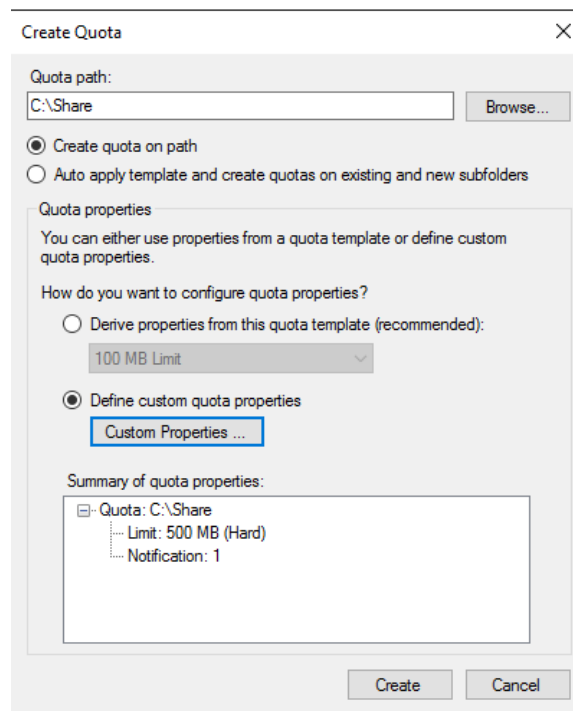 Create Quota
Quota path:
C:\Share
Browse...
Create quota on path
Auto apply template and create quotas on existing and new subfolders
Quota properties
You can either use properties from a quota template or define custom
quota properties.
How do you want to configure quota properties?
Derive properties from this quota template (recommended):
100 MB Limit
Define custom quota properties
Custom Properties ...
Summary of quota properties:
Quota: C:\Share
Limit: 500 MB (Hard)
Notification: 1
Create
Cancel